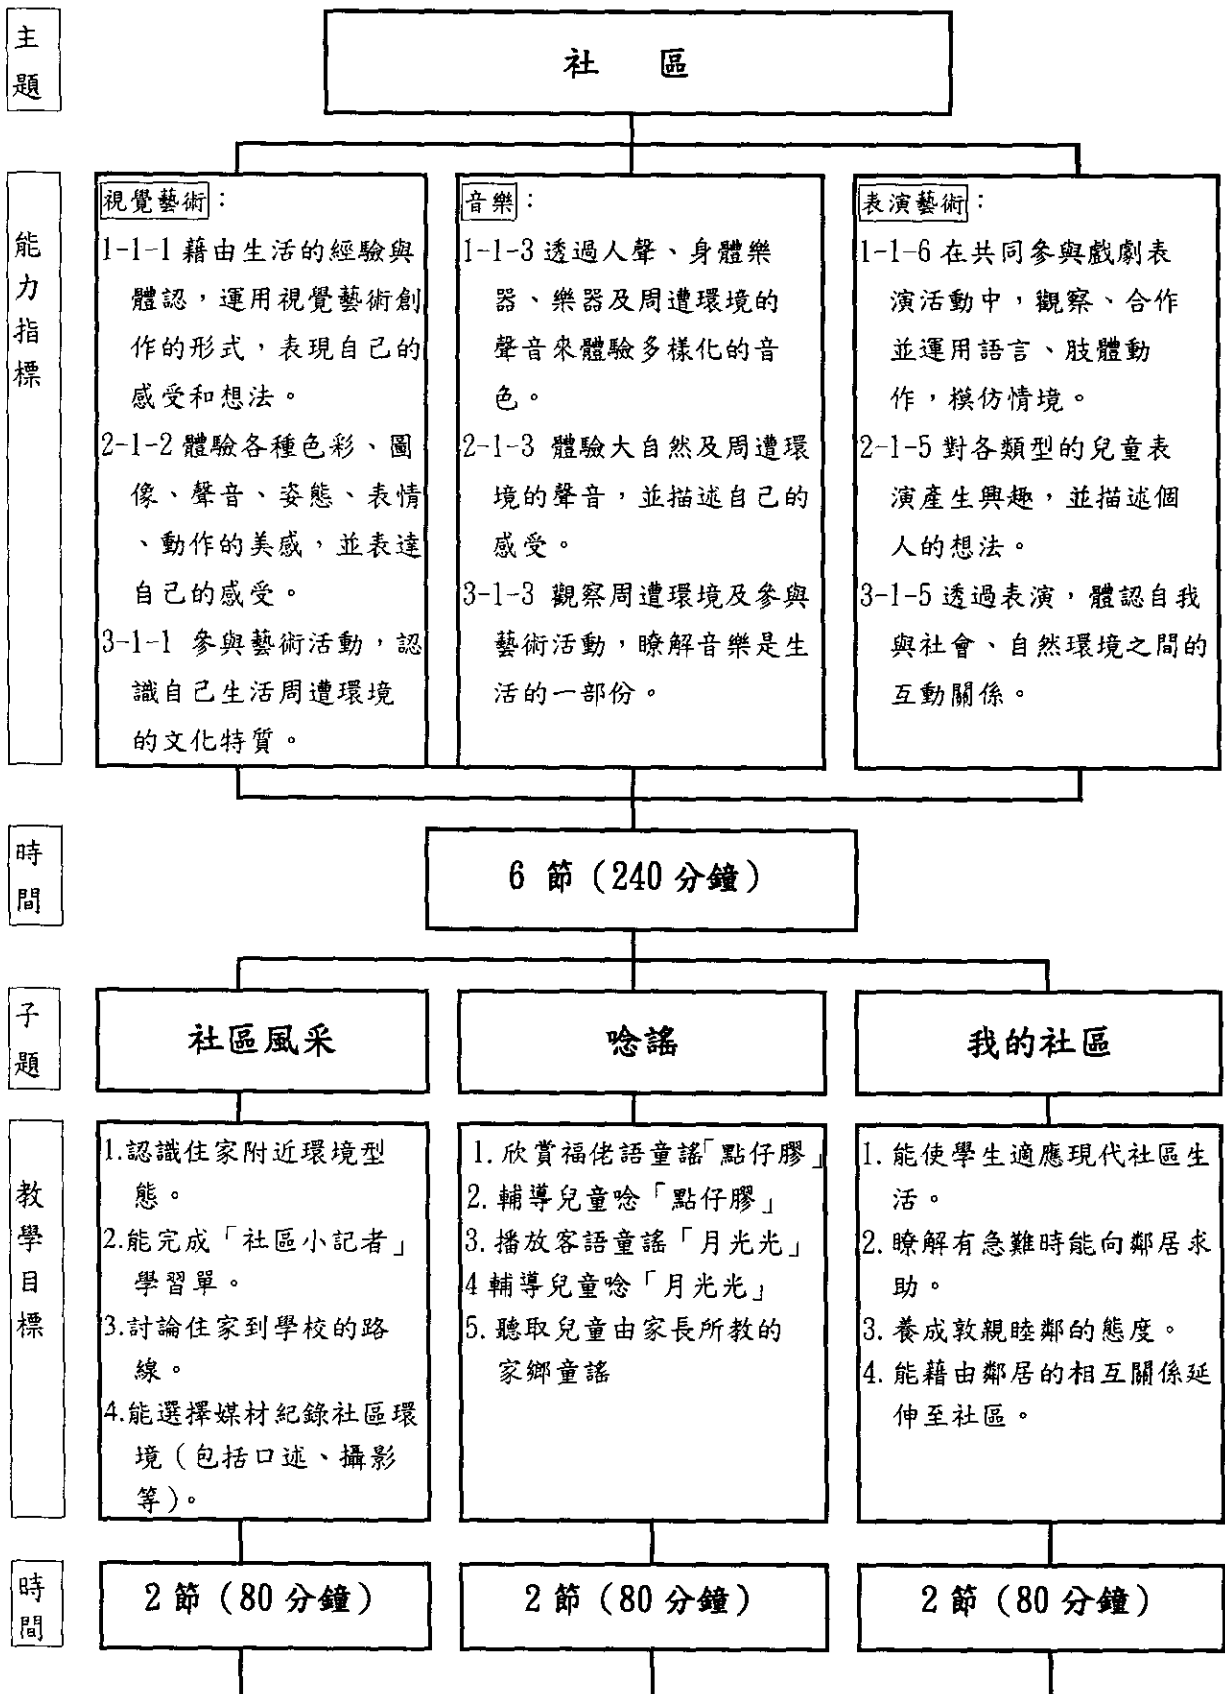 主題
社 區
能力指標
視覺藝術：
1-1-1 藉由生活的經驗與
體認，運用視覺藝術創
作的形式，表現自己的
感受和想法。
2-1-2 體驗各種色彩、圖
像、聲音、姿態、表情
、動作的美感，並表達
自己的感受。
3-1-1 參與藝術活動，認
識自己生活周遭環境
的文化特質。
音樂：
1-1-3 透過人聲、身體樂
器、樂器及周遭環境的
聲音來體驗多樣化的音
色。
2-1-3 體驗大自然及周遭環
境的聲音，並描述自己的
感受。
3-1-3 觀察周遭環境及參與
藝術活動，瞭解音樂是生
活的一部份。
表演藝術：
1-1-6 在共同參與戲劇表
演活動中，觀察、合作
並運用語言、肢體動
作，模仿情境。
2-1-5 對各類型的兒童表
演產生興趣，並描述個
人的想法。
3-1-5 透過表演，體認自我
與社會、自然環境之間的
互動關係。
時間
6 節（240 分鐘）
子題
社區風采
唸謠
我的社區
教學目標
1.認識住家附近環境型
態。
2.能完成「社區小記者」
學習單。
3.討論住家到學校的路
線。
4.能選擇媒材紀錄社區環
境（包括口述、攝影
等）。
1. 欣賞福佬語童謠「點仔膠」
2. 輔導兒童唸「點仔膠」
3. 播放客語童謠「月光光」
4 輔導兒童唸「月光光」
5. 聽取兒童由家長所教的
家鄉童謠
1. 能使學生適應現代社區生
活。
2. 瞭解有急難時能向鄰居求
助。
3. 養成敦親睦鄰的態度。
4. 能藉由鄰居的相互關係延
伸至社區。
時間
2 節（80 分鐘）
2 節（80 分鐘）
2 節（80 分鐘）